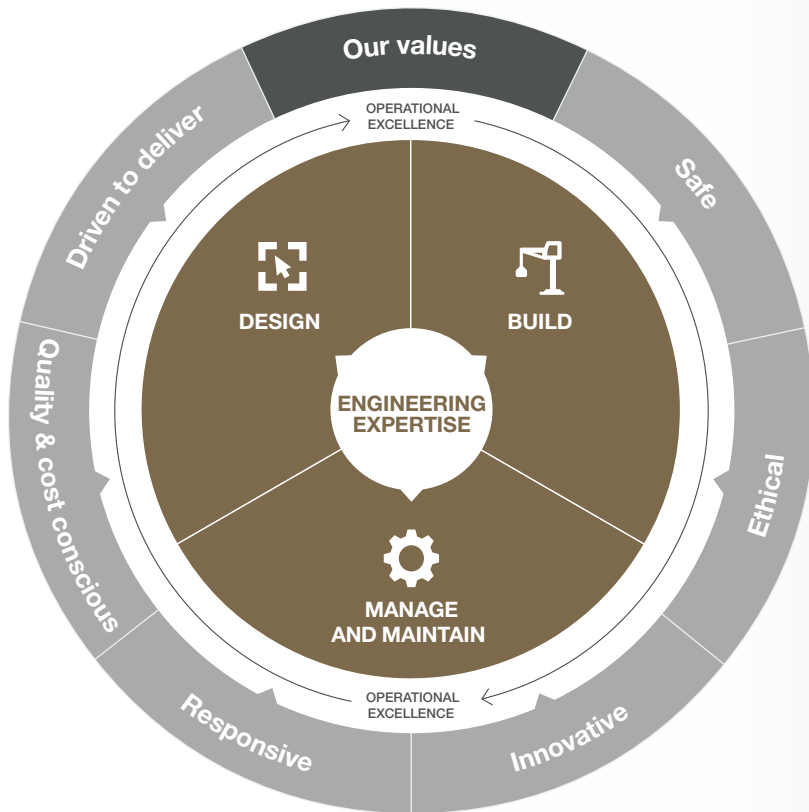 Our values
OPERATIONAL
EXCELLENCE
Driven to deliver
Safe
DESIGN
BUILD
ENGINEERING
EXPERTISE
Quality & cost conscious
Ethical
MANAGE
AND MAINTAIN
OPERATIONAL
EXCELLENCE
Responsive
Innovative